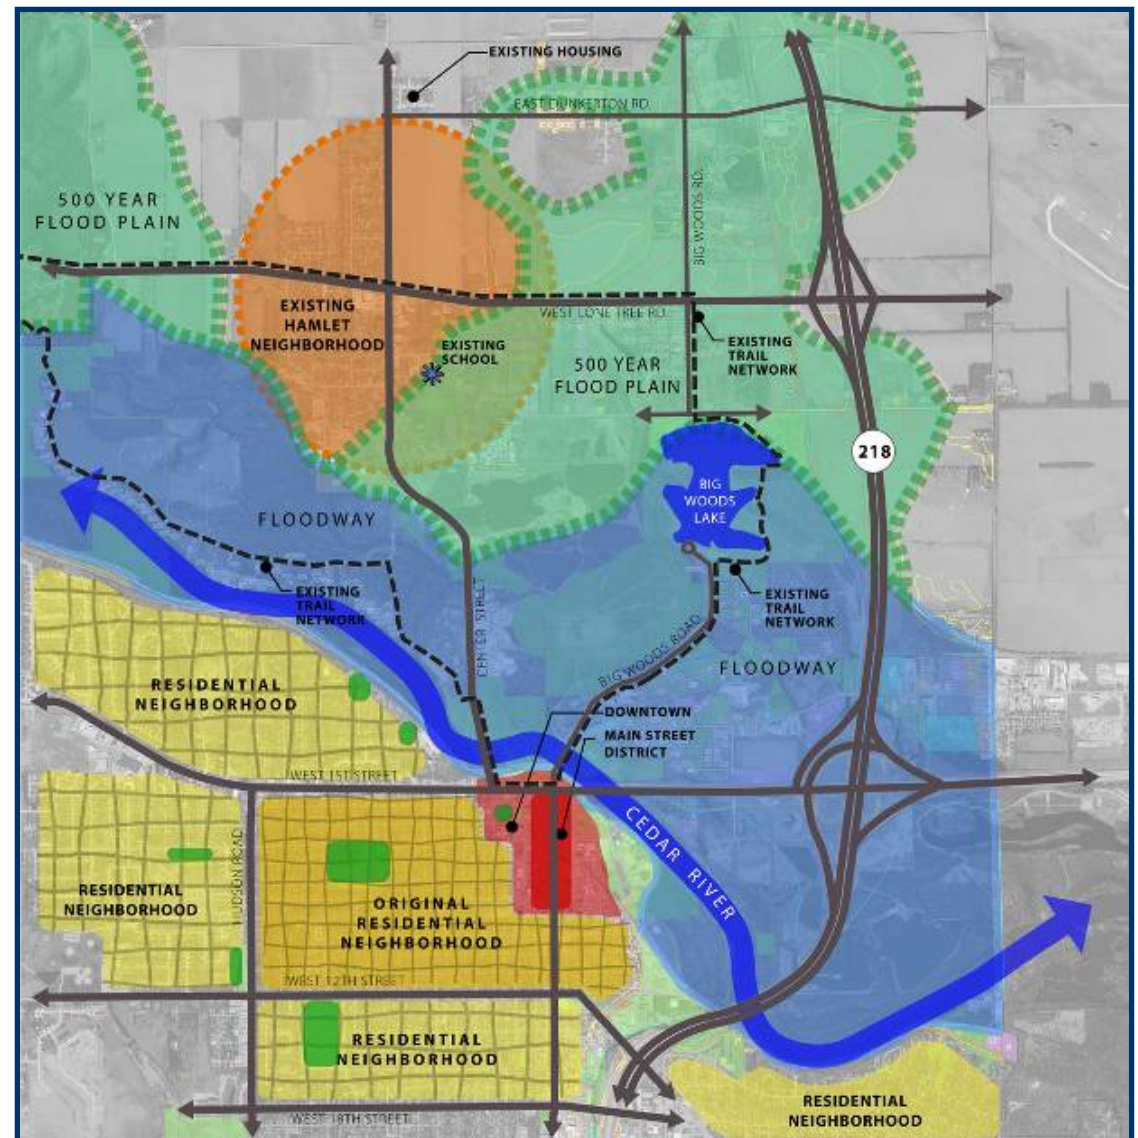 EXISTING HOUSING
EAST DUNKERTON RD.
500 YEAR
FLOOD PLAIN
BIG WOODS RD.
EXISTING
HAMLET
NEIGHBORHOOD
WEST LONE TREE RD.
EXISTING
SCHOOL
EXISTING
TRAIL
NETWORK
500 YEAR
FLOOD PLAIN
218
BIG
WOODS
LAKE
FLOODWAY
EXISTING
TRAIL
NETWORK
CENTER STREET
EXISTING
TRAIL
NETWORK
BIG WOODS ROAD
FLOODWAY
RESIDENTIAL
NEIGHBORHOOD
DOWNTOWN
MAIN STREET
DISTRICT
WEST 1ST STREET
CEDAR RIVER
HUDSON ROAD
RESIDENTIAL
NEIGHBORHOOD
ORIGINAL
RESIDENTIAL
NEIGHBORHOOD
WEST 12TH STREET
RESIDENTIAL
NEIGHBORHOOD
RESIDENTIAL
NEIGHBORHOOD
WEST 18TH STREET